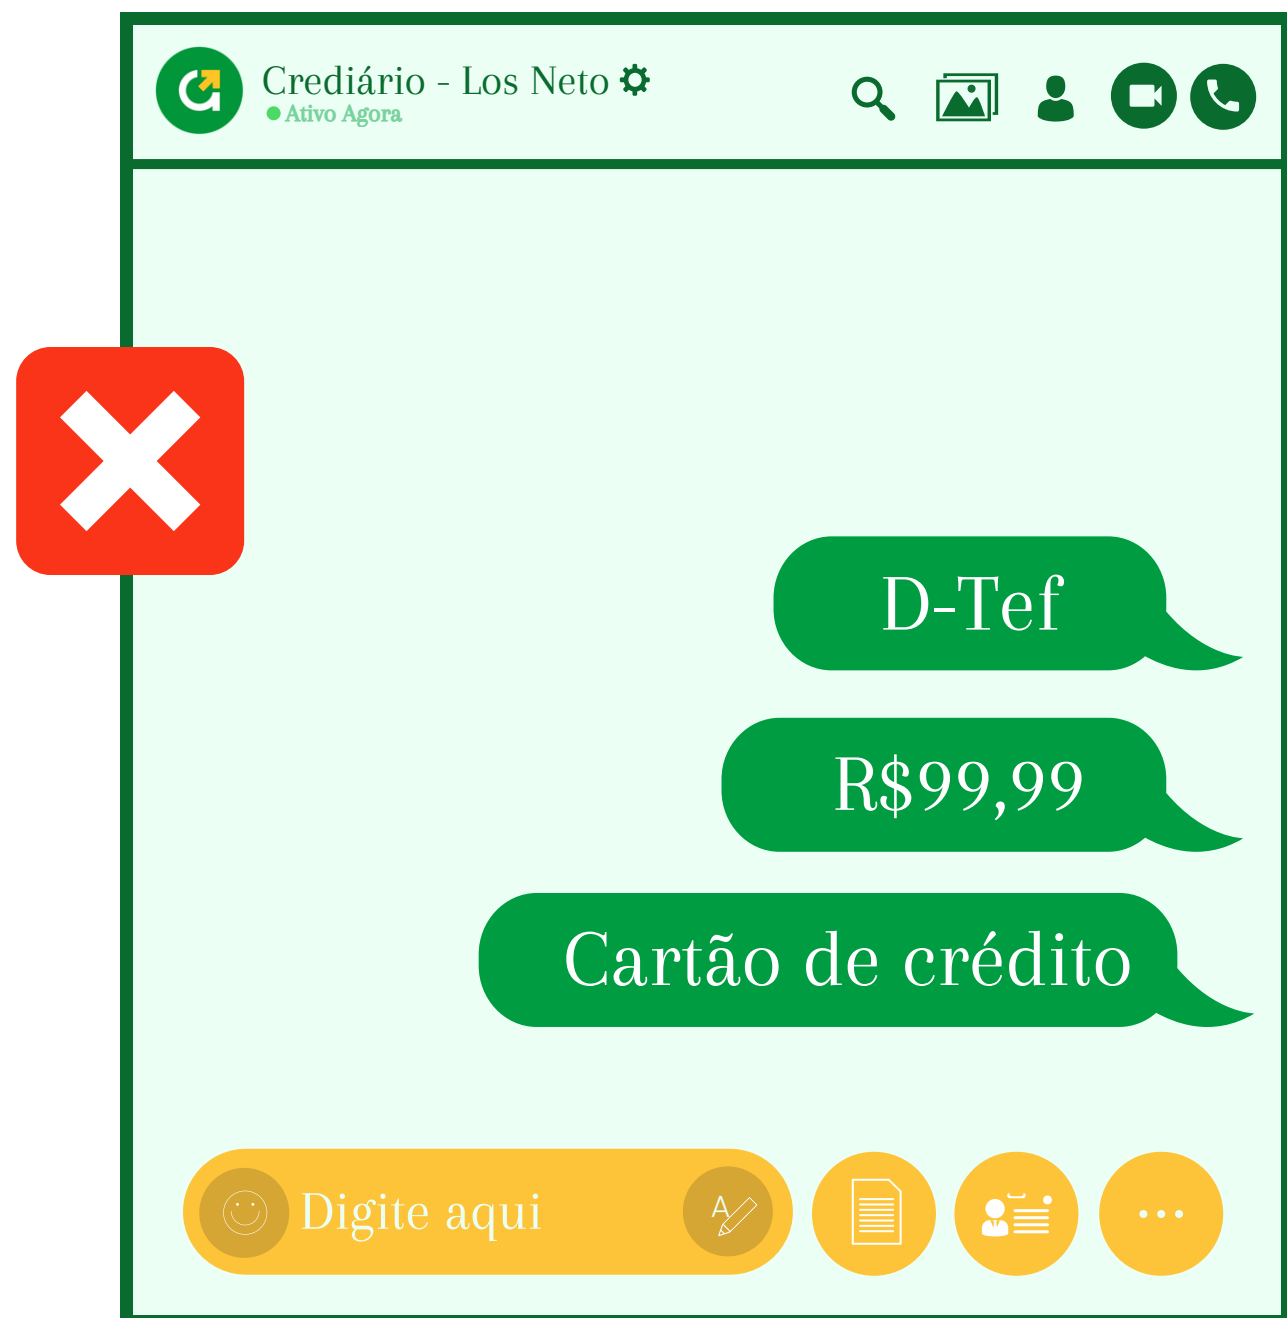 Crediário - Los Neto
Ativo Agora
D-Tef
R$99,99
Cartão de crédito
Digite aqui
A